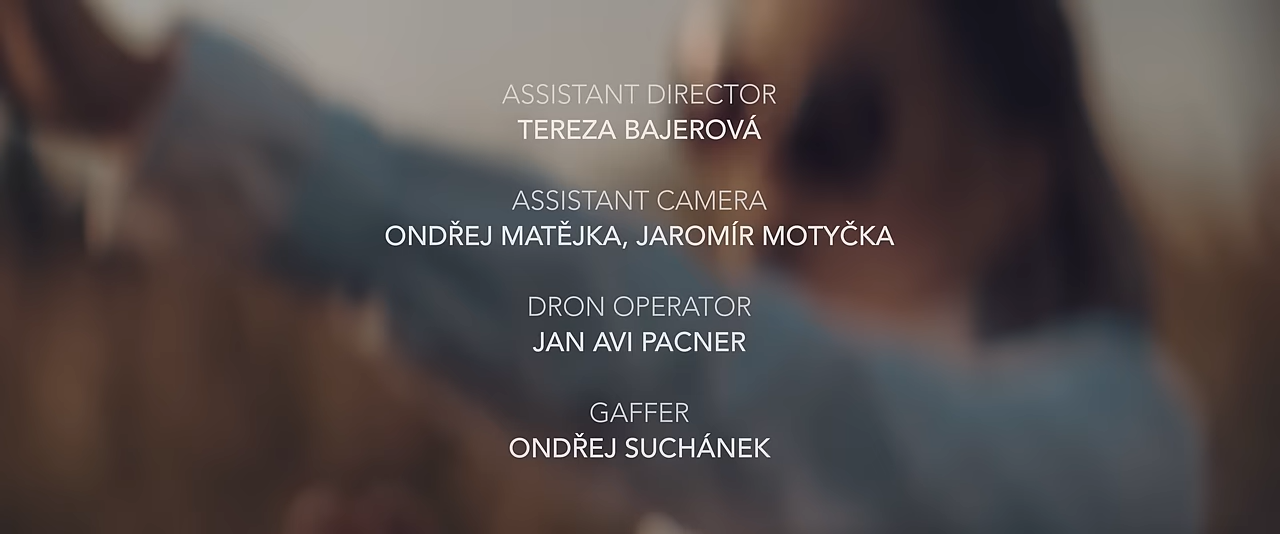 ASSISTANT DIRECTOR
TEREZA BAJEROVÁ
ASSISTANT CAMERA
ONDŘEJ MATĚJKA, JAROMÍR MOTYČKA
DRON OPERATOR
JAN AVI PACNER
GAFFER
ONDŘEJ SUCHÁNEK